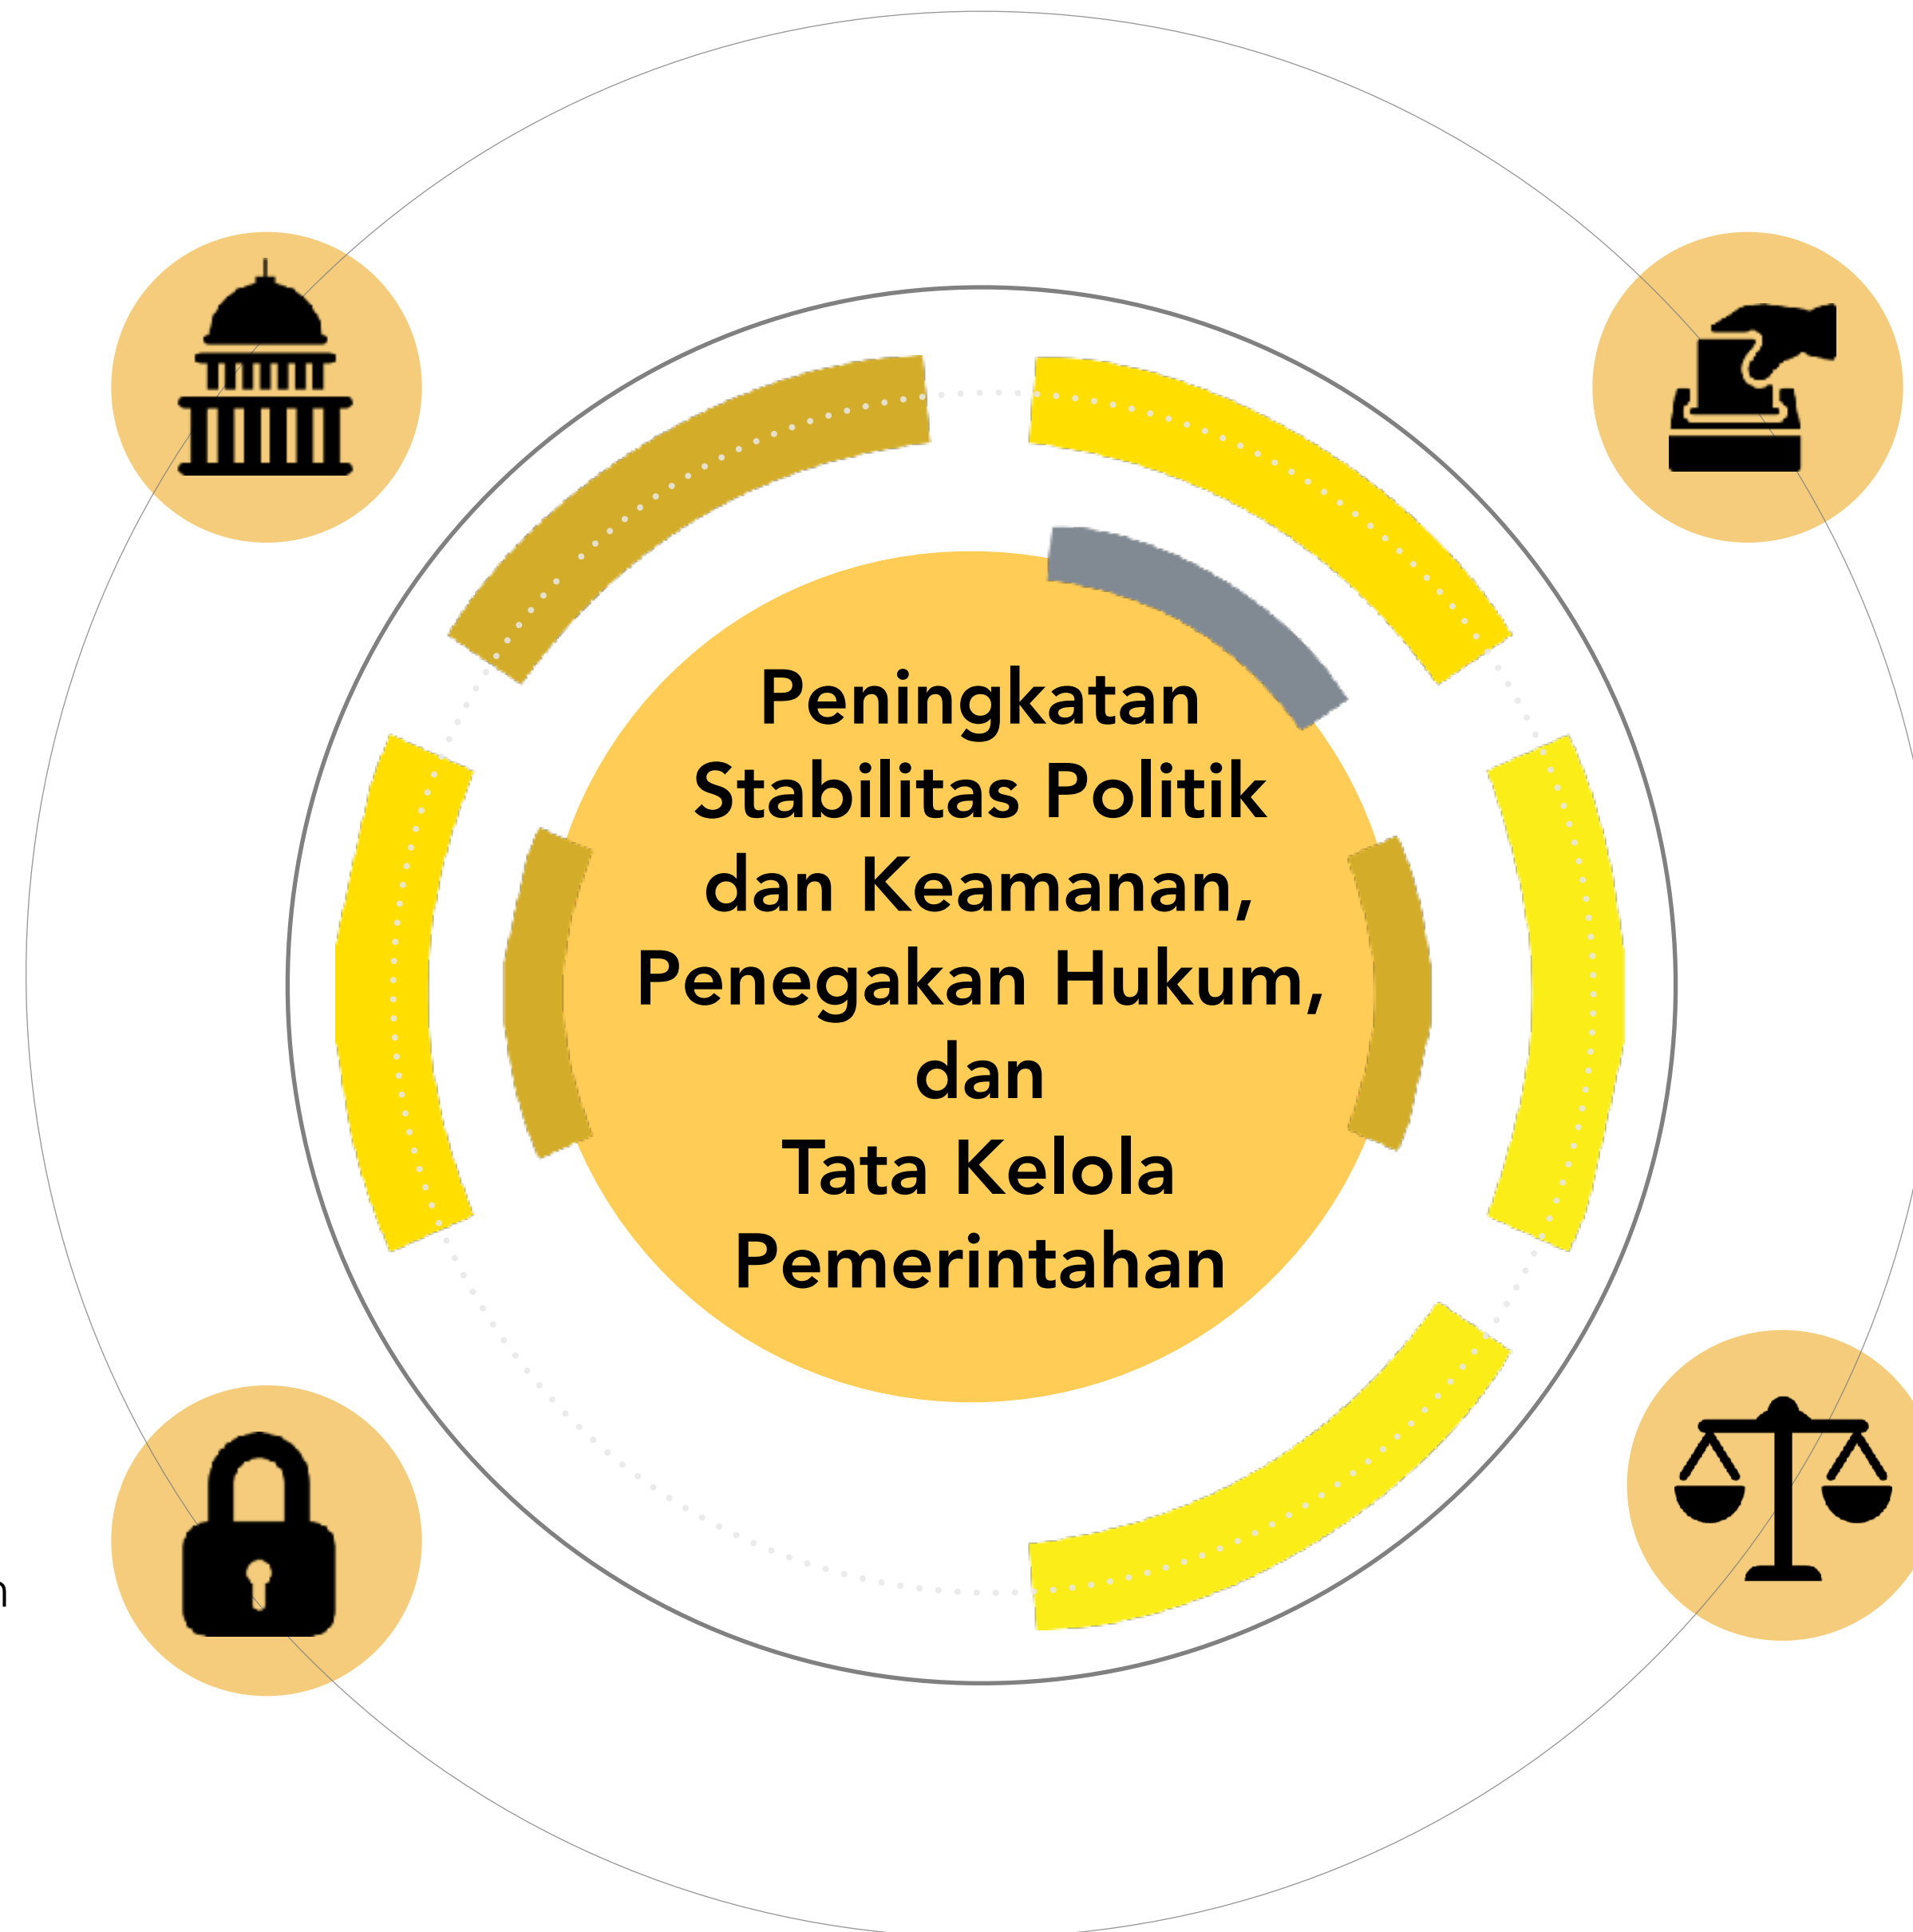 Peningkatan
Stabilitas Politik
dan Keamanan,
Penegakan Hukum,
dan
Tata Kelola
Pemerintahan